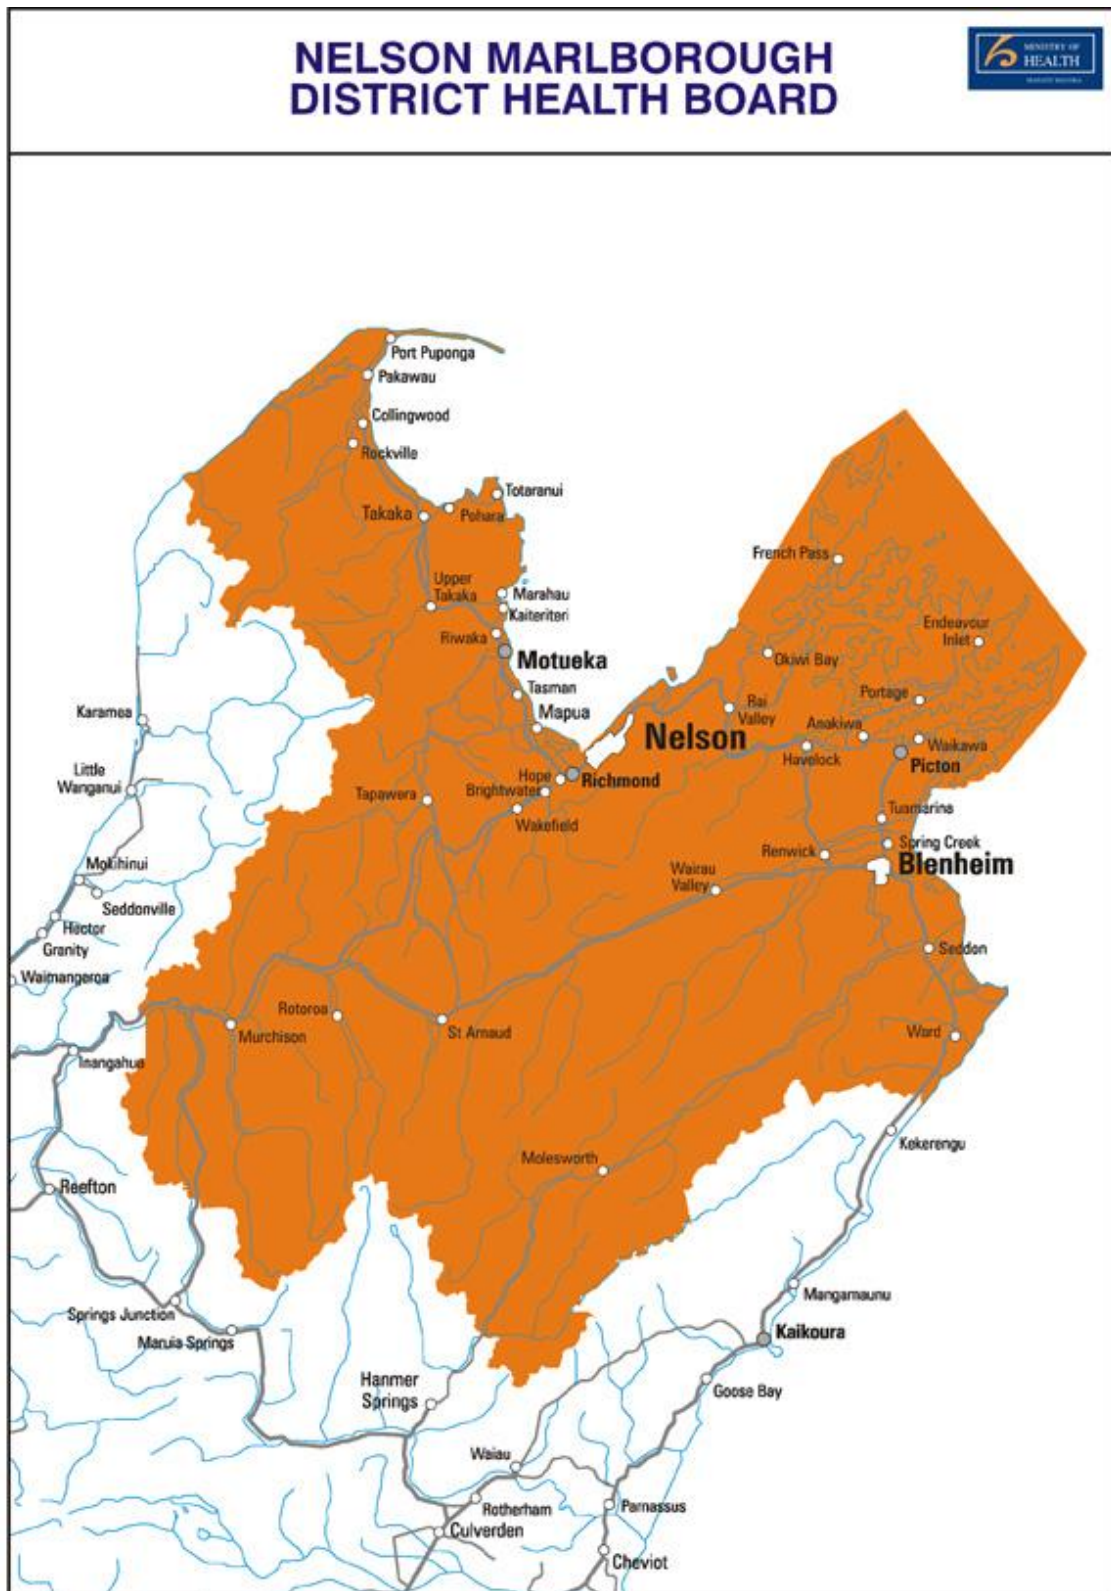 NELSON MARLBOROUGH
DISTRICT HEALTH BOARD
MINISTRY OF
HEALTH
MANATŪ HAUORA
Port Puponga
Pakawau
Collingwood
Rockville
Totaranui
Takaka
Pohara
French Pass
Upper
Takaka
Marahau
Kaiteriteri
Riwaka
Endeavour
Inlet
Motueka
Okiwi Bay
Tasman
Portage
Karamea
Mapua
Rai
Valley
Anakiwa
Nelson
Waikawa
Havelock
Picton
Little
Wanganui
Hope
Richmond
Tapawera
Brightwater
Wakefield
Tuamarina
Spring Creek
Renwick
Mokihinui
Blenheim
Wairau
Valley
Seddonville
Hector
Granity
Seddon
Waimangeroa
Rotoroa
Murchison
St Arnaud
Ward
Inangahua
Kekerengu
Molesworth
Reefton
Mangamaunu
Springs Junction
Maruia Springs
Kaikoura
Hanmer
Springs
Goose Bay
Waiau
Rotherham
Parnassus
Culverden
Cheviot